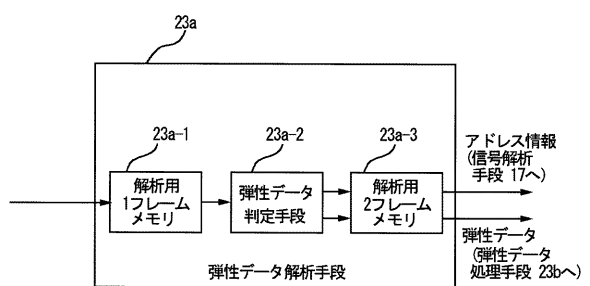 23a
23a-1
23a-2
23a-3
解析用
1フレーム
メモリ
弾性データ
判定手段
解析用
2フレーム
メモリ
アドレス情報
(信号解析
手段 17へ)
弾性データ
(弾性データ
処理手段 23bへ)
弾性データ解析手段